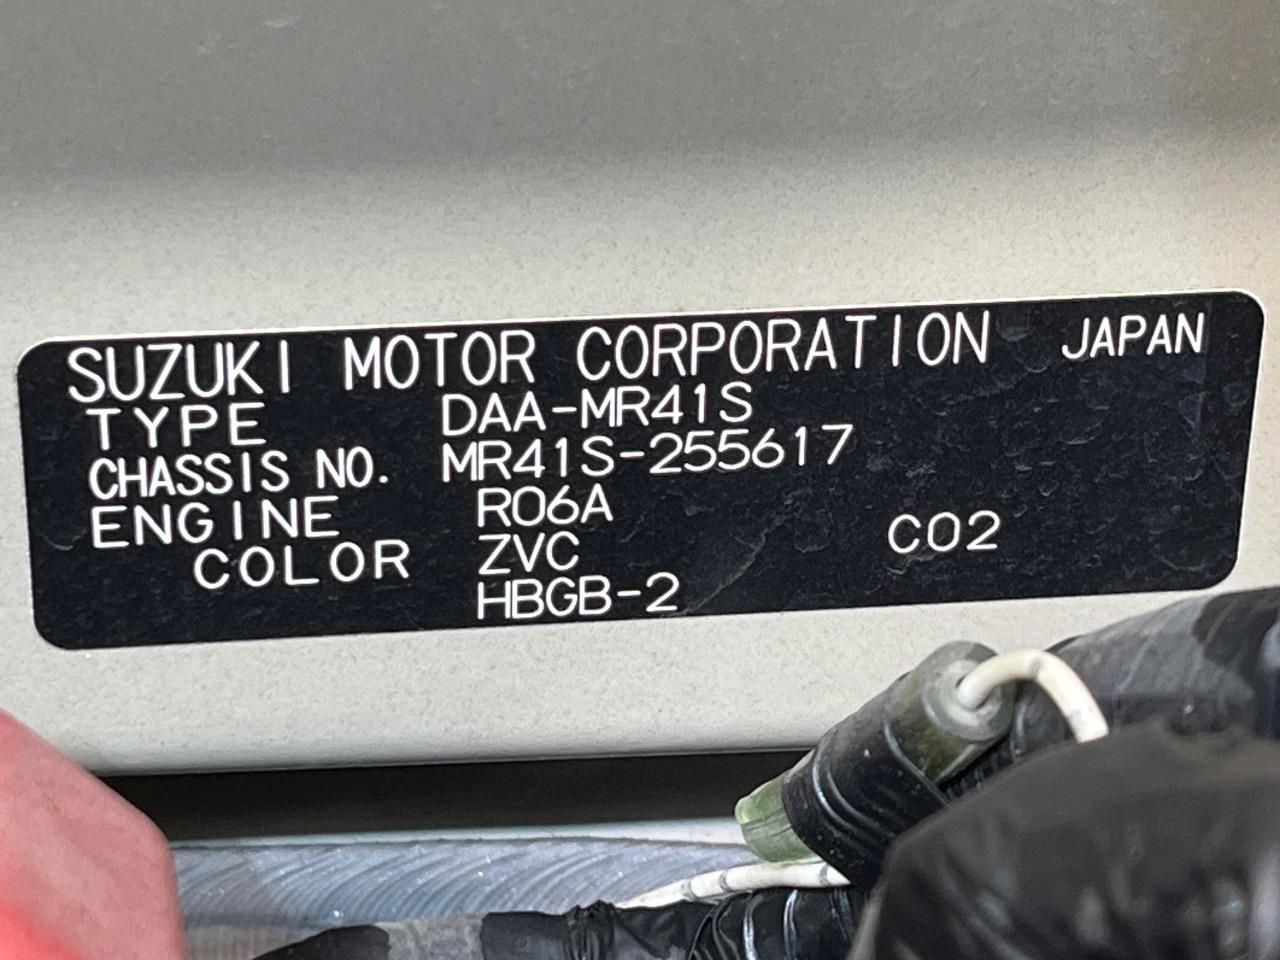 SUZUKI MOTOR CORPORATION JAPAN
TYPE DAA-MR41S
CHASSIS NO. MR41S-255617
ENGINE R06A
COLOR ZVC C02
HBGB-2